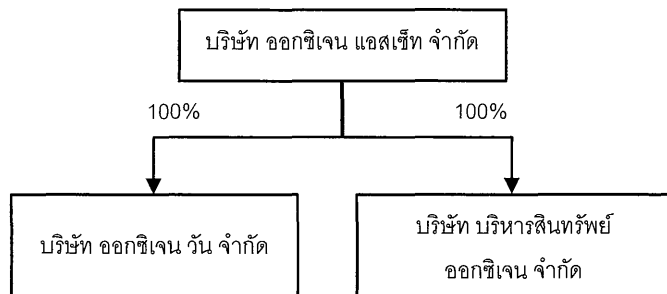 บริษัท ออกซิเจน แอสเซ็ท จำกัด
100%
100%
บริษัท ออกซิเจน วัน จำกัด
บริษัท บริหารสินทรัพย์
ออกซิเจน จำกัด